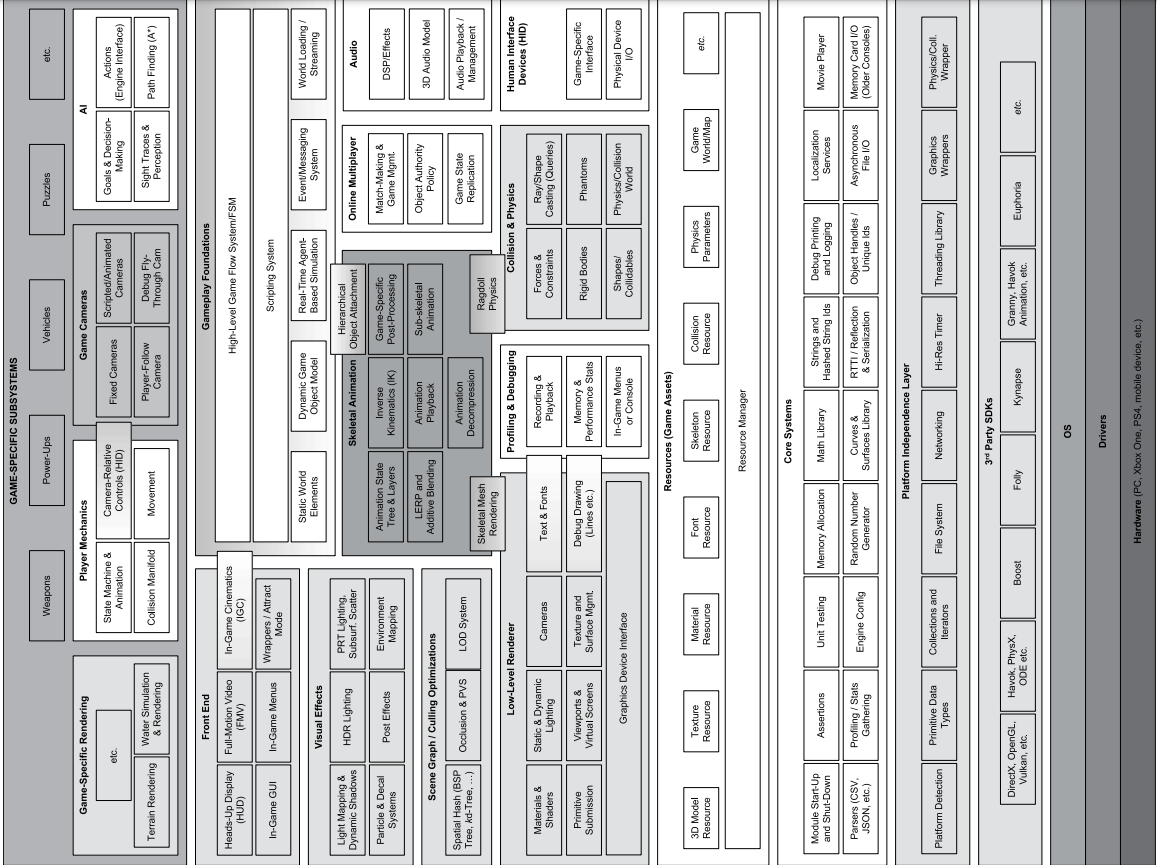 GAME-SPECIFIC SUBSYSTEMS
Weapons
Power-Ups
Vehicles
Puzzles
etc.
Game-Specific Rendering
etc.
Terrain Rendering
Water Simulation
& Rendering
Player Mechanics
State Machine &
Animation
Camera-Relative
Controls (HID)
Collision Manifold
Movement
Game Cameras
Fixed Cameras
Scripted/Animated
Cameras
Player-Follow
Camera
Debug Fly-
Through Cam
AI
Goals & Decision-
Making
Actions
(Engine Interface)
Sight Traces &
Perception
Path Finding (A*)
Front End
Heads-Up Display
(HUD)
Full-Motion Video
(FMV)
In-Game Cinematics
(IGC)
In-Game GUI
In-Game Menus
Wrappers / Attract
Mode
Gameplay Foundations
High-Level Game Flow System/FSM
Scripting System
Static World
Elements
Dynamic Game
Object Model
Real-Time Agent-
Based Simulation
Event/Messaging
System
World Loading /
Streaming
Visual Effects
Light Mapping &
Dynamic Shadows
HDR Lighting
PRT Lighting,
Subsurf. Scatter
Particle & Decal
Systems
Post Effects
Environment
Mapping
Scene Graph / Culling Optimizations
Spatial Hash (BSP
Tree, kd-Tree, …)
Occlusion & PVS
LOD System
Skeletal Animation
Hierarchical
Object Attachment
Animation State
Tree & Layers
Inverse
Kinematics (IK)
Game-Specific
Post-Processing
LERP and
Additive Blending
Animation
Playback
Sub-skeletal
Animation
Animation
Decompression
Skeletal Mesh
Rendering
Ragdoll
Physics
Online Multiplayer
Match-Making &
Game Mgmt.
Object Authority
Policy
Game State
Replication
Audio
DSP/Effects
3D Audio Model
Audio Playback /
Management
Low-Level Renderer
Materials &
Shaders
Static & Dynamic
Lighting
Cameras
Text & Fonts
Primitive
Submission
Viewports &
Virtual Screens
Texture and
Surface Mgmt.
Debug Drawing
(Lines etc.)
Graphics Device Interface
Profiling & Debugging
Recording &
Playback
Memory &
Performance Stats
In-Game Menus
or Console
Collision & Physics
Forces &
Constraints
Ray/Shape
Casting (Queries)
Rigid Bodies
Phantoms
Shapes/
Collidables
Physics/Collision
World
Human Interface
Devices (HID)
Game-Specific
Interface
Physical Device
I/O
Resources (Game Assets)
3D Model
Resource
Texture
Resource
Material
Resource
Font
Resource
Skeleton
Resource
Collision
Resource
Physics
Parameters
Game
World/Map
etc.
Resource Manager
Core Systems
Module Start-Up
and Shut-Down
Assertions
Unit Testing
Memory Allocation
Math Library
Strings and
Hashed String Ids
Debug Printing
and Logging
Localization
Services
Movie Player
Parsers (CSV,
JSON, etc.)
Profiling / Stats
Gathering
Engine Config
Random Number
Generator
Curves &
Surfaces Library
RTTI / Reflection
& Serialization
Object Handles /
Unique Ids
Asynchronous
File I/O
Memory Card I/O
(Older Consoles)
Platform Independence Layer
Platform Detection
Primitive Data
Types
Collections and
Iterators
File System
Networking
Hi-Res Timer
Threading Library
Graphics
Wrappers
Physics/Coll.
Wrapper
3rd Party SDKs
DirectX, OpenGL,
Vulkan, etc.
Havok, PhysX,
ODE etc.
Boost
Folly
Kynapse
Granny, Havok
Animation, etc.
Euphoria
etc.
OS
Drivers
Hardware (PC, Xbox One, PS4, mobile device, etc.)